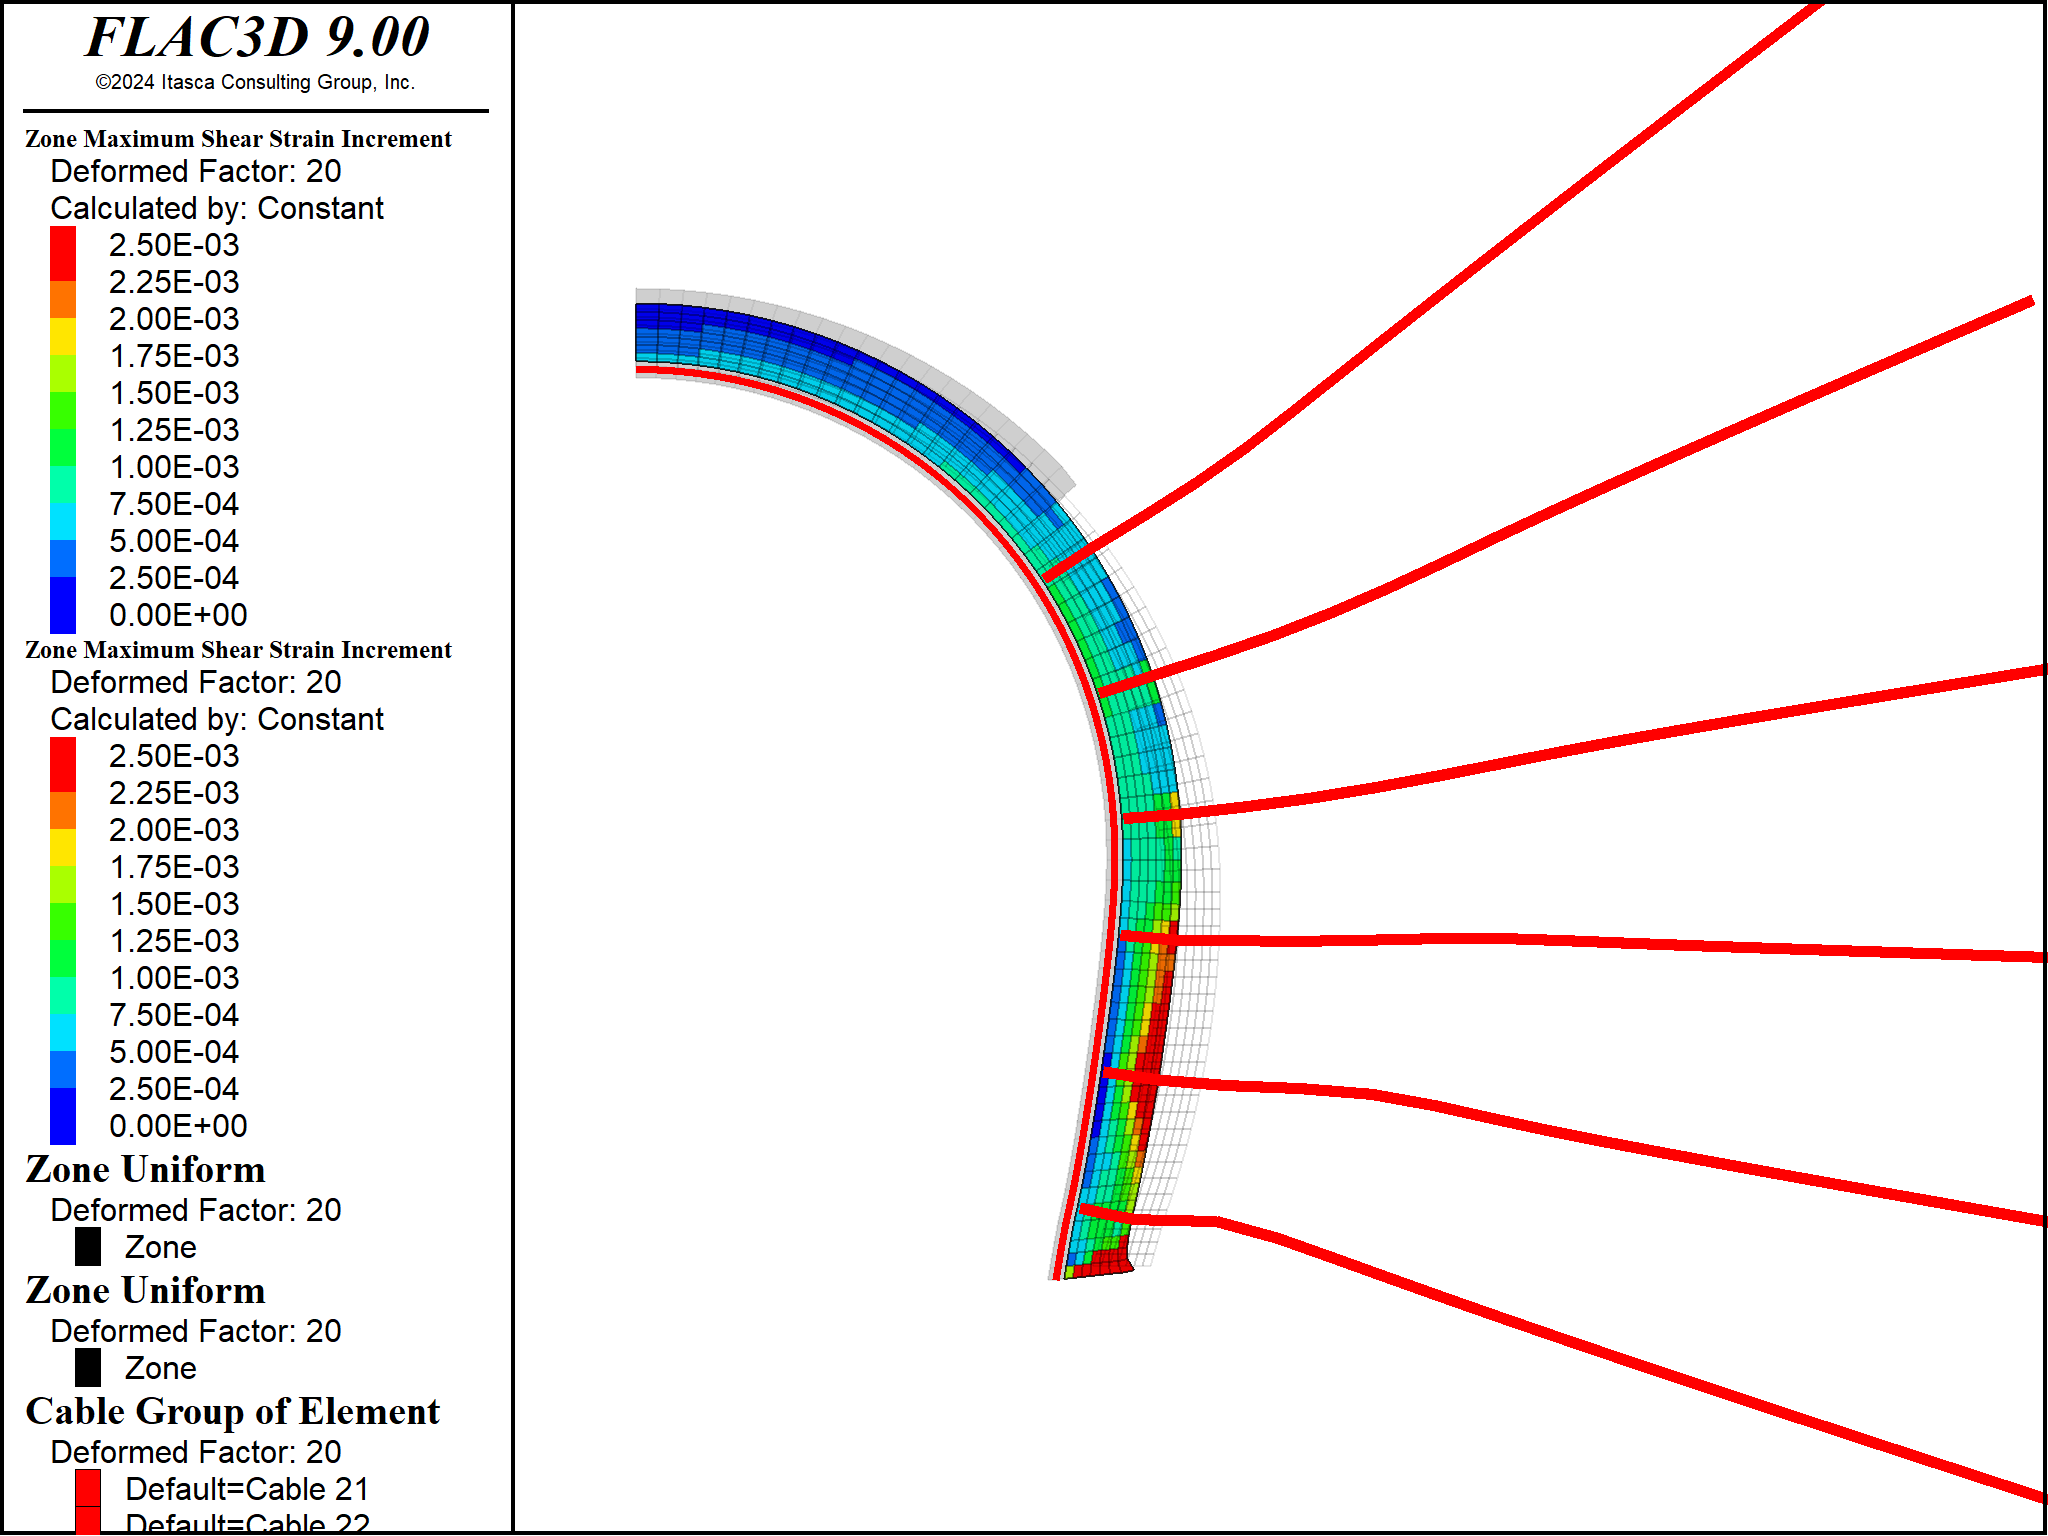 FLAC3D 9.00
©2024 Itasca Consulting Group, Inc.
Zone Maximum Shear Strain Increment
Deformed Factor: 20
Calculated by: Constant
2.50E-03
2.25E-03
2.00E-03
1.75E-03
1.50E-03
1.25E-03
1.00E-03
7.50E-04
5.00E-04
2.50E-04
0.00E+00
Zone Maximum Shear Strain Increment
Deformed Factor: 20
Calculated by: Constant
2.50E-03
2.25E-03
2.00E-03
1.75E-03
1.50E-03
1.25E-03
1.00E-03
7.50E-04
5.00E-04
2.50E-04
0.00E+00
Zone Uniform
Deformed Factor: 20
Zone
Zone Uniform
Deformed Factor: 20
Zone
Cable Group of Element
Deformed Factor: 20
Default=Cable 21
Default=Cable 22